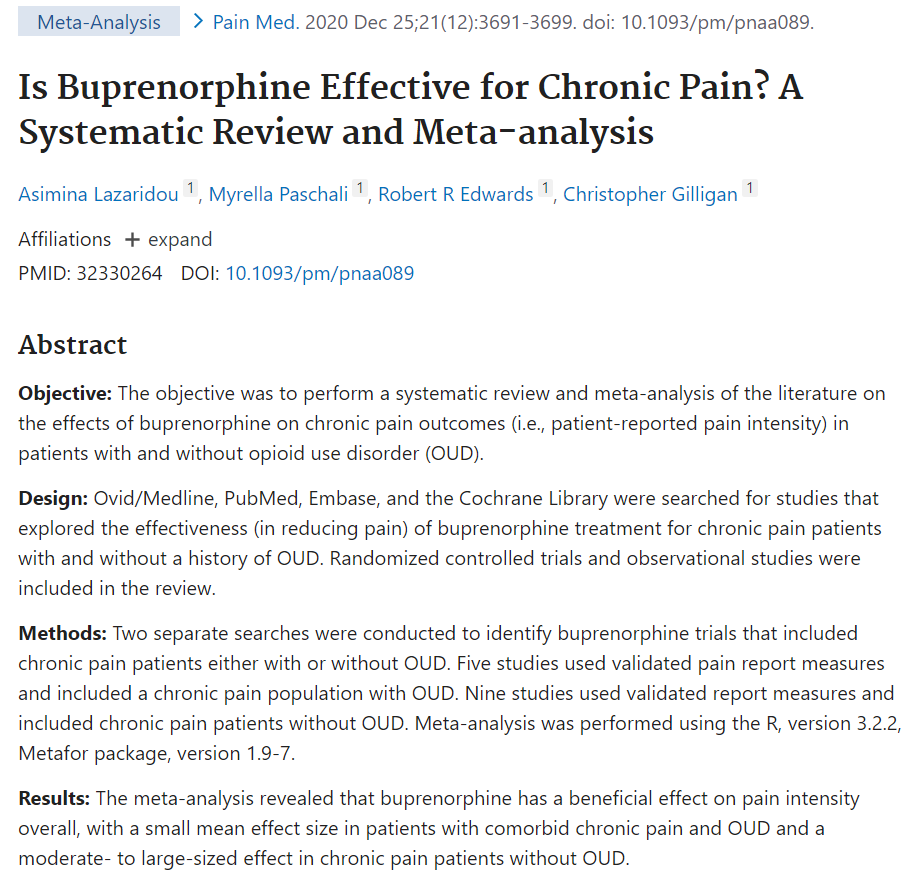 Meta-Analysis > Pain Med. 2020 Dec 25;21(12):3691-3699. doi: 10.1093/pm/pnaa089.
Is Buprenorphine Effective for Chronic Pain? A
Systematic Review and Meta-analysis
Asimina Lazaridou 1, Myrella Paschali 1, Robert R Edwards 1, Christopher Gilligan 1
Affiliations + expand
PMID: 32330264 DOI: 10.1093/pm/pnaa089
Abstract
Objective: The objective was to perform a systematic review and meta-analysis of the literature on
the effects of buprenorphine on chronic pain outcomes (i.e., patient-reported pain intensity) in
patients with and without opioid use disorder (OUD).
Design: Ovid/Medline, PubMed, Embase, and the Cochrane Library were searched for studies that
explored the effectiveness (in reducing pain) of buprenorphine treatment for chronic pain patients
with and without a history of OUD. Randomized controlled trials and observational studies were
included in the review.
Methods: Two separate searches were conducted to identify buprenorphine trials that included
chronic pain patients either with or without OUD. Five studies used validated pain report measures
and included a chronic pain population with OUD. Nine studies used validated report measures and
included chronic pain patients without OUD. Meta-analysis was performed using the R, version 3.2.2,
Metafor package, version 1.9-7.
Results: The meta-analysis revealed that buprenorphine has a beneficial effect on pain intensity
overall, with a small mean effect size in patients with comorbid chronic pain and OUD and a
moderate- to large-sized effect in chronic pain patients without OUD.